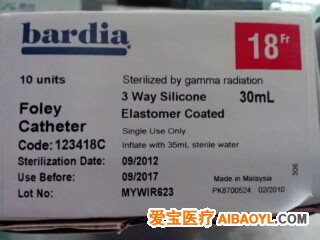 bardia®
18 Fr
10 units
Sterilized by gamma radiation
Foley
Catheter
3 Way Silicone 30mL
Elastomer Coated
Single Use Only
Code: 123418C
Inflate with 35mL sterile water
Sterilization Date 09/2012
Use Before: 09/2017
Made in Malaysia
Lot No: MYWIR623
PK8700524 02/2010
308
爱宝医疗 AIBAOYL.COM